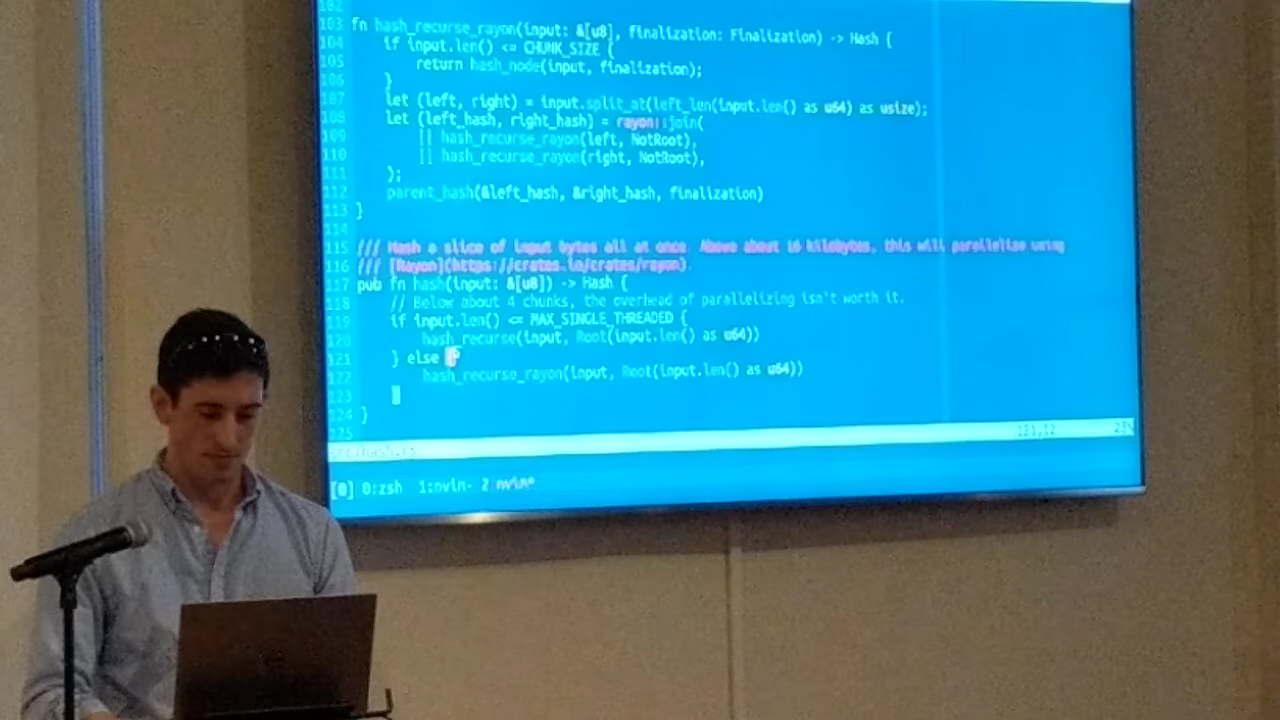 102
103 fn hash_recurse_rayon(input: &[u8], finalization: Finalization) -> Hash {
104     if input.len() <= CHUNK_SIZE {
105         return hash_node(input, finalization);
106     }
107     let (left, right) = input.split_at(left_len(input.len() as u64) as usize);
108     let (left_hash, right_hash) = rayon::join(
109         || hash_recurse_rayon(left, NotRoot),
110         || hash_recurse_rayon(right, NotRoot),
111     );
112     parent_hash(&left_hash, &right_hash, finalization)
113 }
114
115 /// Hash a slice of input bytes all at once. Above about 16 kilobytes, this will parallelize using
116 /// [Rayon](https://crates.io/crates/rayon).
117 pub fn hash(input: &[u8]) -> Hash {
118     // Below about 4 chunks, the overhead of parallelizing isn't worth it.
119     if input.len() <= MAX_SINGLE_THREADED {
120         hash_recurse(input, Root(input.len() as u64))
121     } else {
122         hash_recurse_rayon(input, Root(input.len() as u64))
123     }
124 }
125
src/hash.rs 121,12 23%
[0] 0:zsh 1:nvim- 2:nvim*